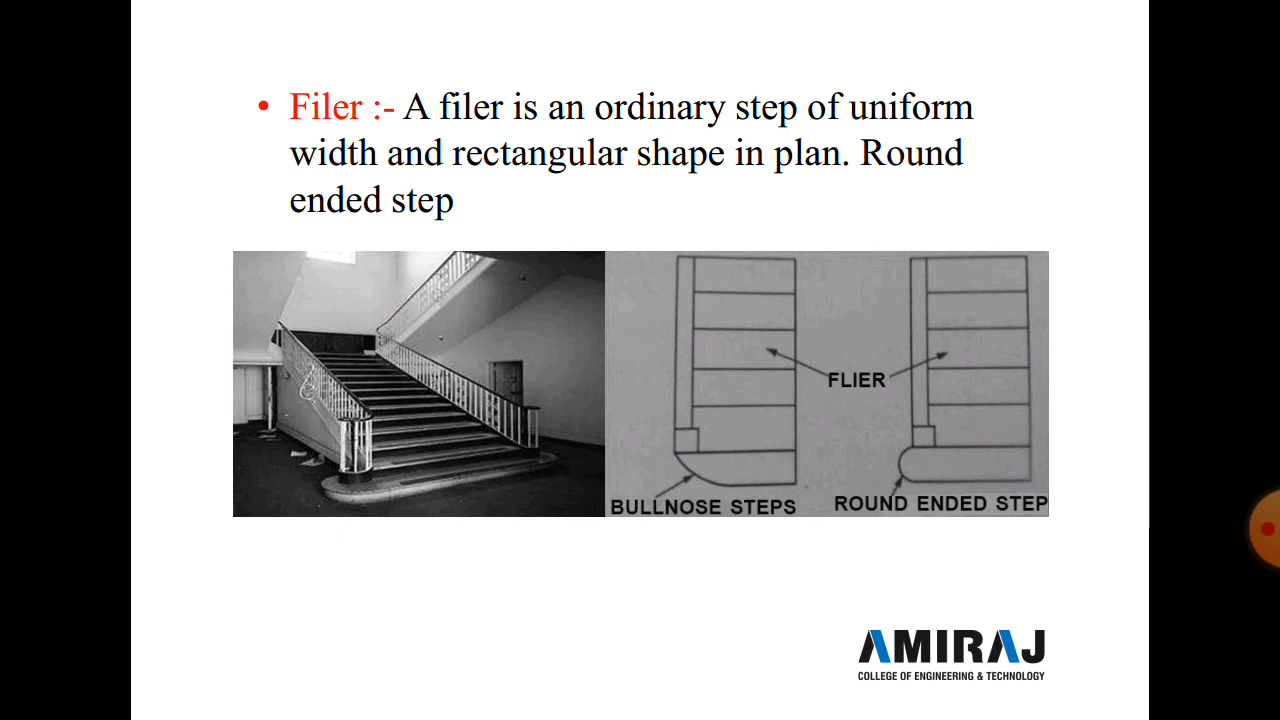 • Filer :- A filer is an ordinary step of uniform
width and rectangular shape in plan. Round
ended step
FLIER
BULLNOSE STEPS
ROUND ENDED STEP
AMIRAJ
COLLEGE OF ENGINEERING & TECHNOLOGY